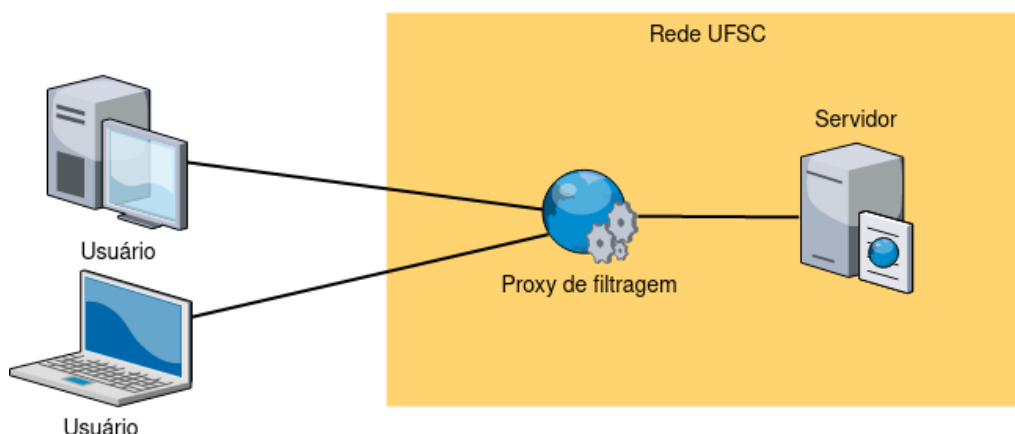 Rede UFSC
Servidor
Usuário
Proxy de filtragem
Usuário